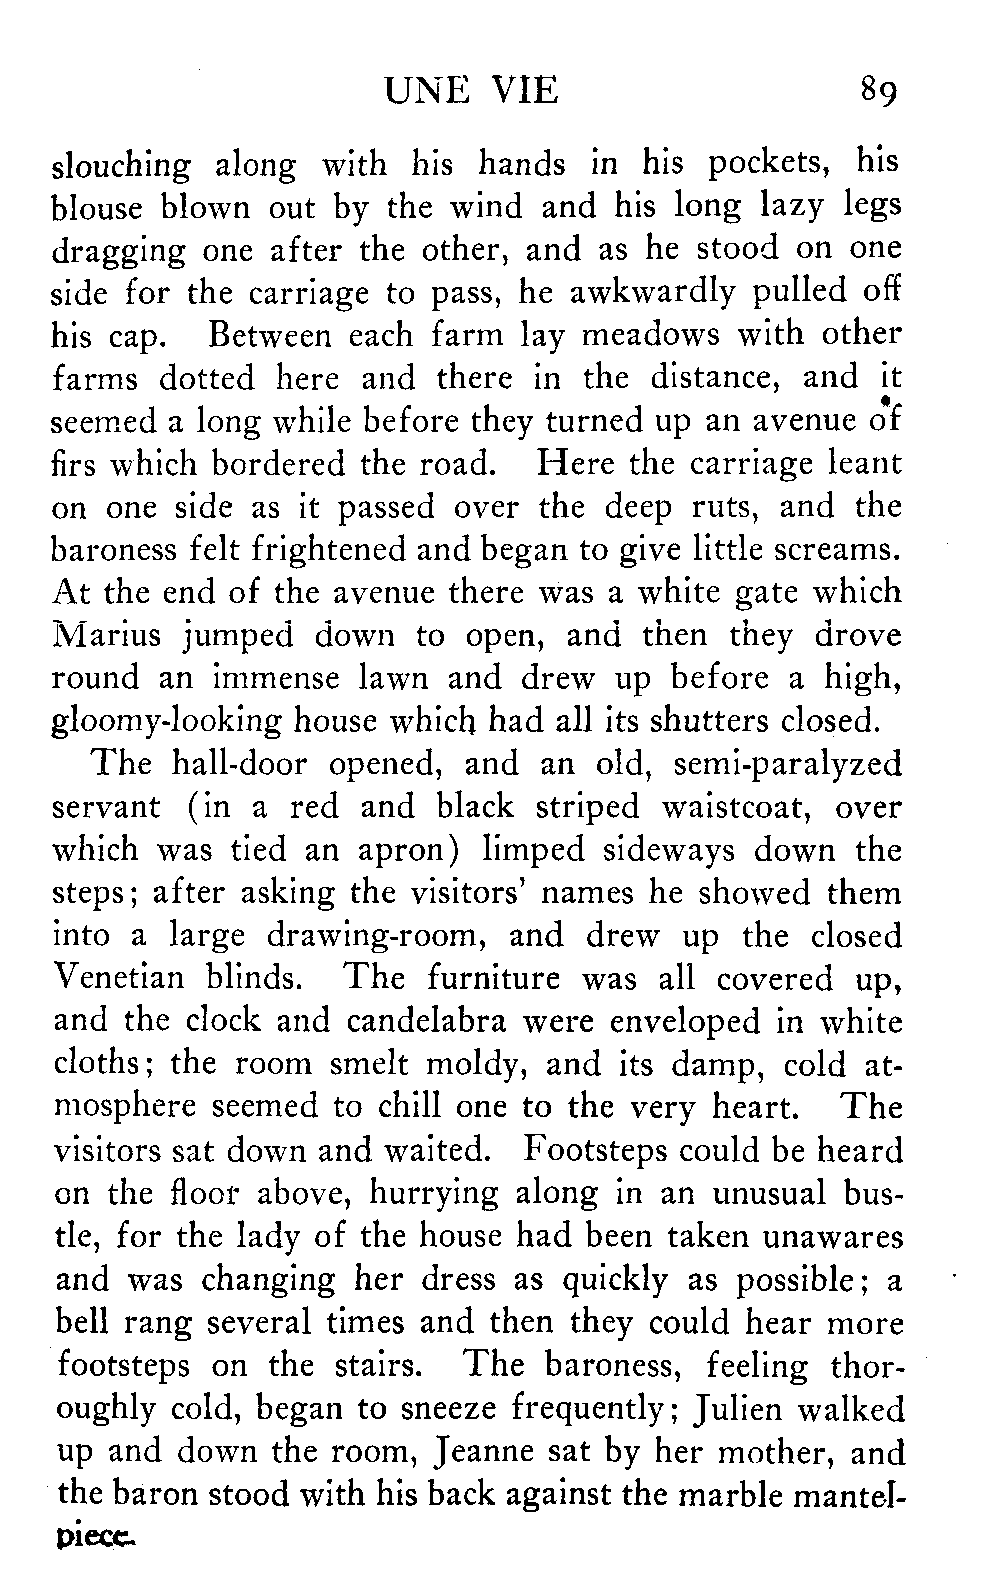 UNE VIE 89
slouching along with his hands in his pockets, his
blouse blown out by the wind and his long lazy legs
dragging one after the other, and as he stood on one
side for the carriage to pass, he awkwardly pulled off
his cap. Between each farm lay meadows with other
farms dotted here and there in the distance, and it
seemed a long while before they turned up an avenue of
firs which bordered the road. Here the carriage leant
on one side as it passed over the deep ruts, and the
baroness felt frightened and began to give little screams.
At the end of the avenue there was a white gate which
Marius jumped down to open, and then they drove
round an immense lawn and drew up before a high,
gloomy-looking house which had all its shutters closed.
The hall-door opened, and an old, semi-paralyzed
servant (in a red and black striped waistcoat, over
which was tied an apron) limped sideways down the
steps; after asking the visitors' names he showed them
into a large drawing-room, and drew up the closed
Venetian blinds. The furniture was all covered up,
and the clock and candelabra were enveloped in white
cloths; the room smelt moldy, and its damp, cold at-
mosphere seemed to chill one to the very heart. The
visitors sat down and waited. Footsteps could be heard
on the floor above, hurrying along in an unusual bus-
tle, for the lady of the house had been taken unawares
and was changing her dress as quickly as possible; a
bell rang several times and then they could hear more
footsteps on the stairs. The baroness, feeling thor-
oughly cold, began to sneeze frequently; Julien walked
up and down the room, Jeanne sat by her mother, and
the baron stood with his back against the marble mantel-
piece.